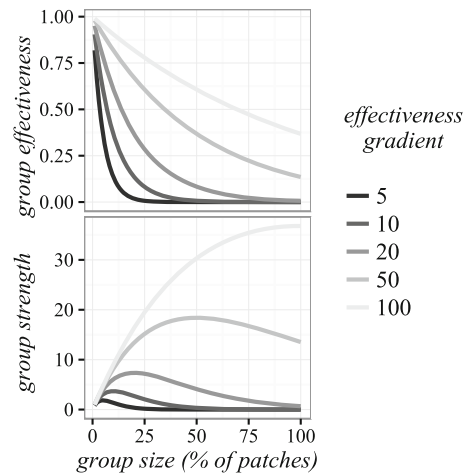 1.00
0.75
0.50
0.25
0.00
group effectiveness
30
20
10
0
group strength
0 25 50 75 100
group size (% of patches)
effectiveness
gradient
5
10
20
50
100